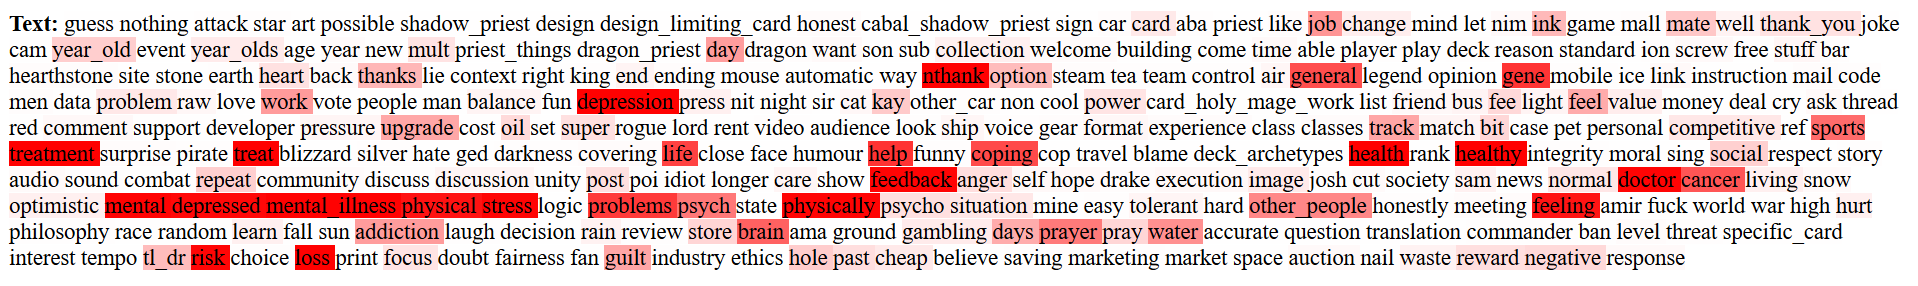 Text: guess nothing attack star art possible shadow_priest design design_limiting_card honest cabal_shadow_priest sign car card aba priest like job change mind let nim ink game mall mate well thank_you joke
cam year_old event year_olds age year new mult priest_things dragon_priest day dragon want son sub collection welcome building come time able player play deck reason standard ion screw free stuff bar
hearthstone site stone earth heart back thanks lie context right king end ending mouse automatic way nthank option steam tea team control air general legend opinion gene mobile ice link instruction mail code
men data problem raw love work vote people man balance fun depression press nit night sir cat kay other_car non cool power card_holy_mage_work list friend bus fee light feel value money deal cry ask thread
red comment support developer pressure upgrade cost oil set super rogue lord rent video audience look ship voice gear format experience class classes track match bit case pet personal competitive ref sports
treatment surprise pirate treat blizzard silver hate ged darkness covering life close face humour help funny coping cop travel blame deck_archetypes health rank healthy integrity moral sing social respect story
audio sound combat repeat community discuss discussion unity post poi idiot longer care show feedback anger self hope drake execution image josh cut society sam news normal doctor cancer living snow
optimistic mental depressed mental_illness physical stress logic problems psych state physically psycho situation mine easy tolerant hard other_people honestly meeting feeling amir fuck world war high hurt
philosophy race random learn fall sun addiction laugh decision rain review store brain ama ground gambling days prayer pray water accurate question translation commander ban level threat specific_card
interest tempo tl_dr risk choice loss print focus doubt fairness fan guilt industry ethics hole past cheap believe saving marketing market space auction nail waste reward negative response